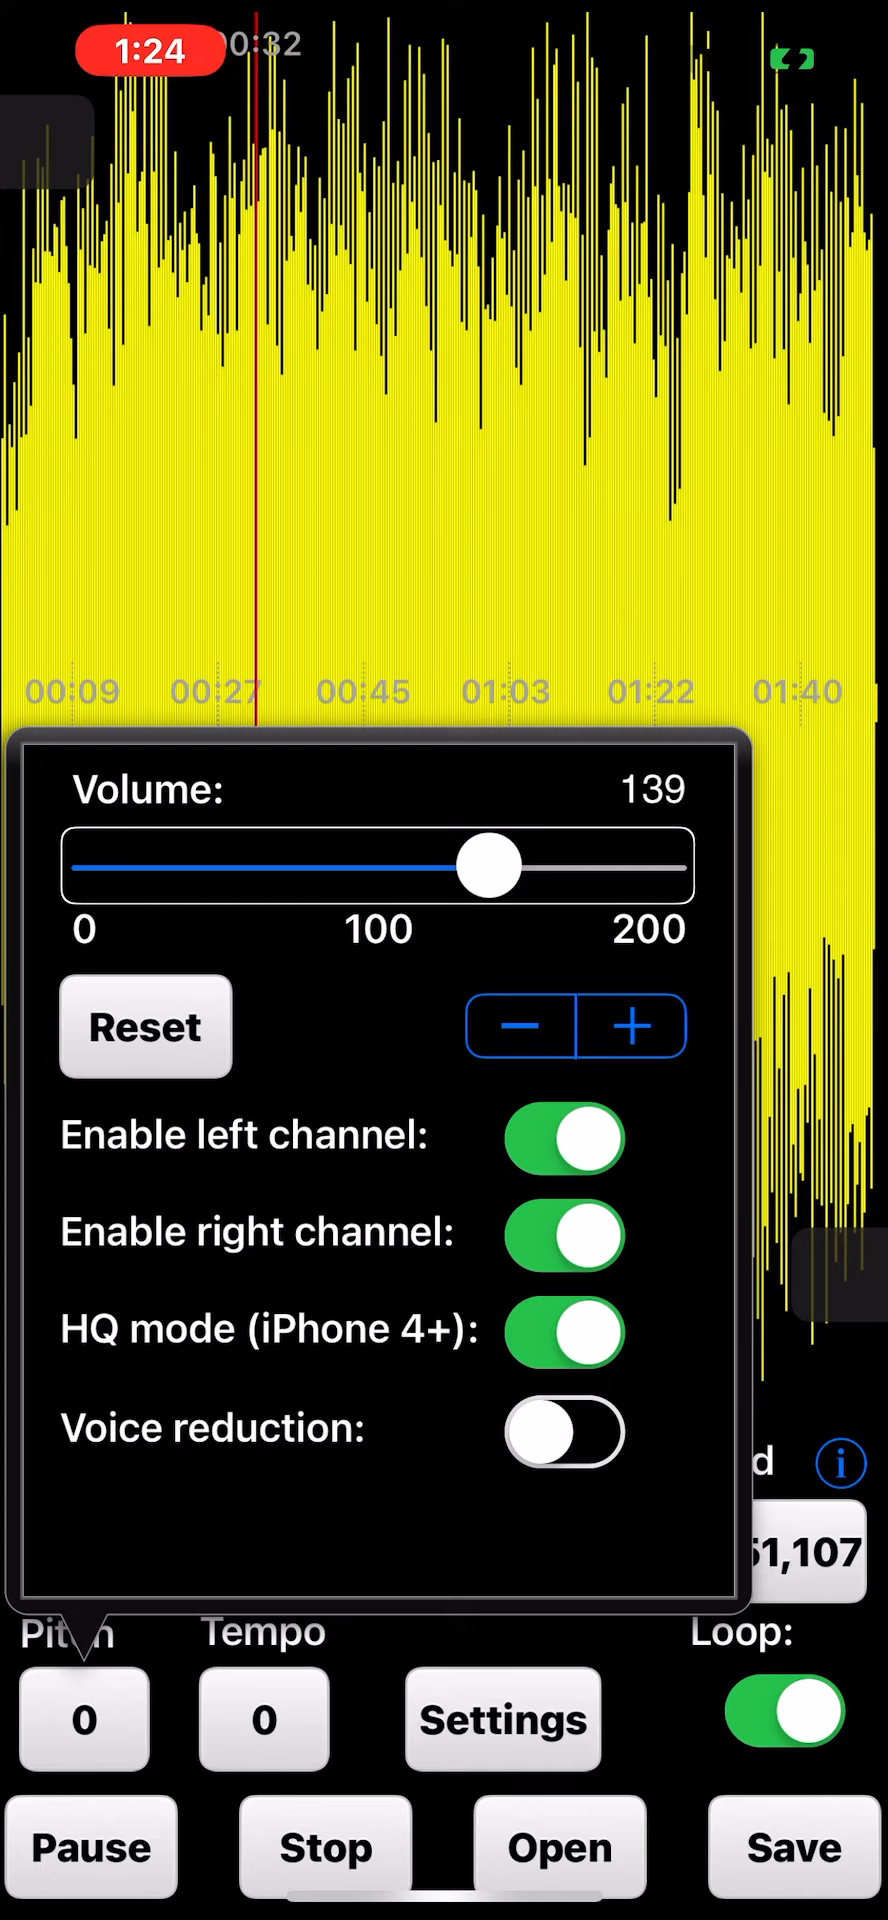 1:24
0:32
00:09 00:27 00:45 01:03 01:22 01:40
Volume: 139
0 100 200
Reset − +
Enable left channel:
Enable right channel:
HQ mode (iPhone 4+):
Voice reduction:
d i
51,107
Tempo Loop:
0 0 Settings
Pause Stop Open Save